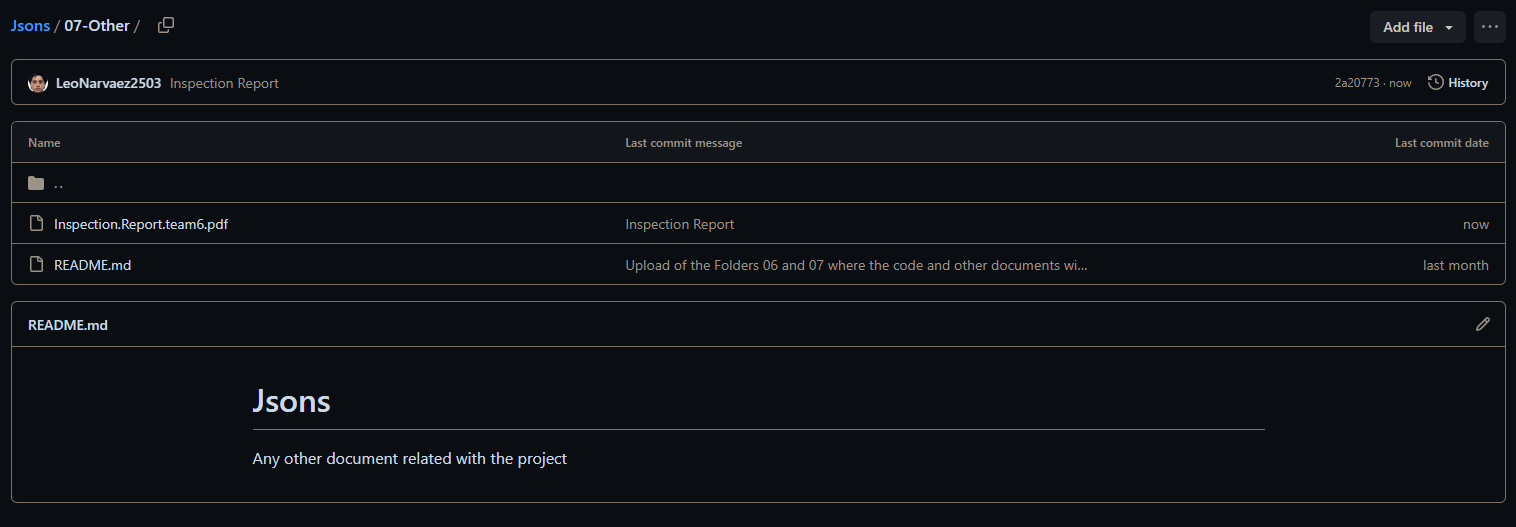 Jsons / 07-Other /
Add file
LeoNarvaez2503 Inspection Report
2a20773 · now
History
Name Last commit message Last commit date
..
Inspection.Report.team6.pdf Inspection Report now
README.md Upload of the Folders 06 and 07 where the code and other documents wi... last month
README.md
Jsons
Any other document related with the project